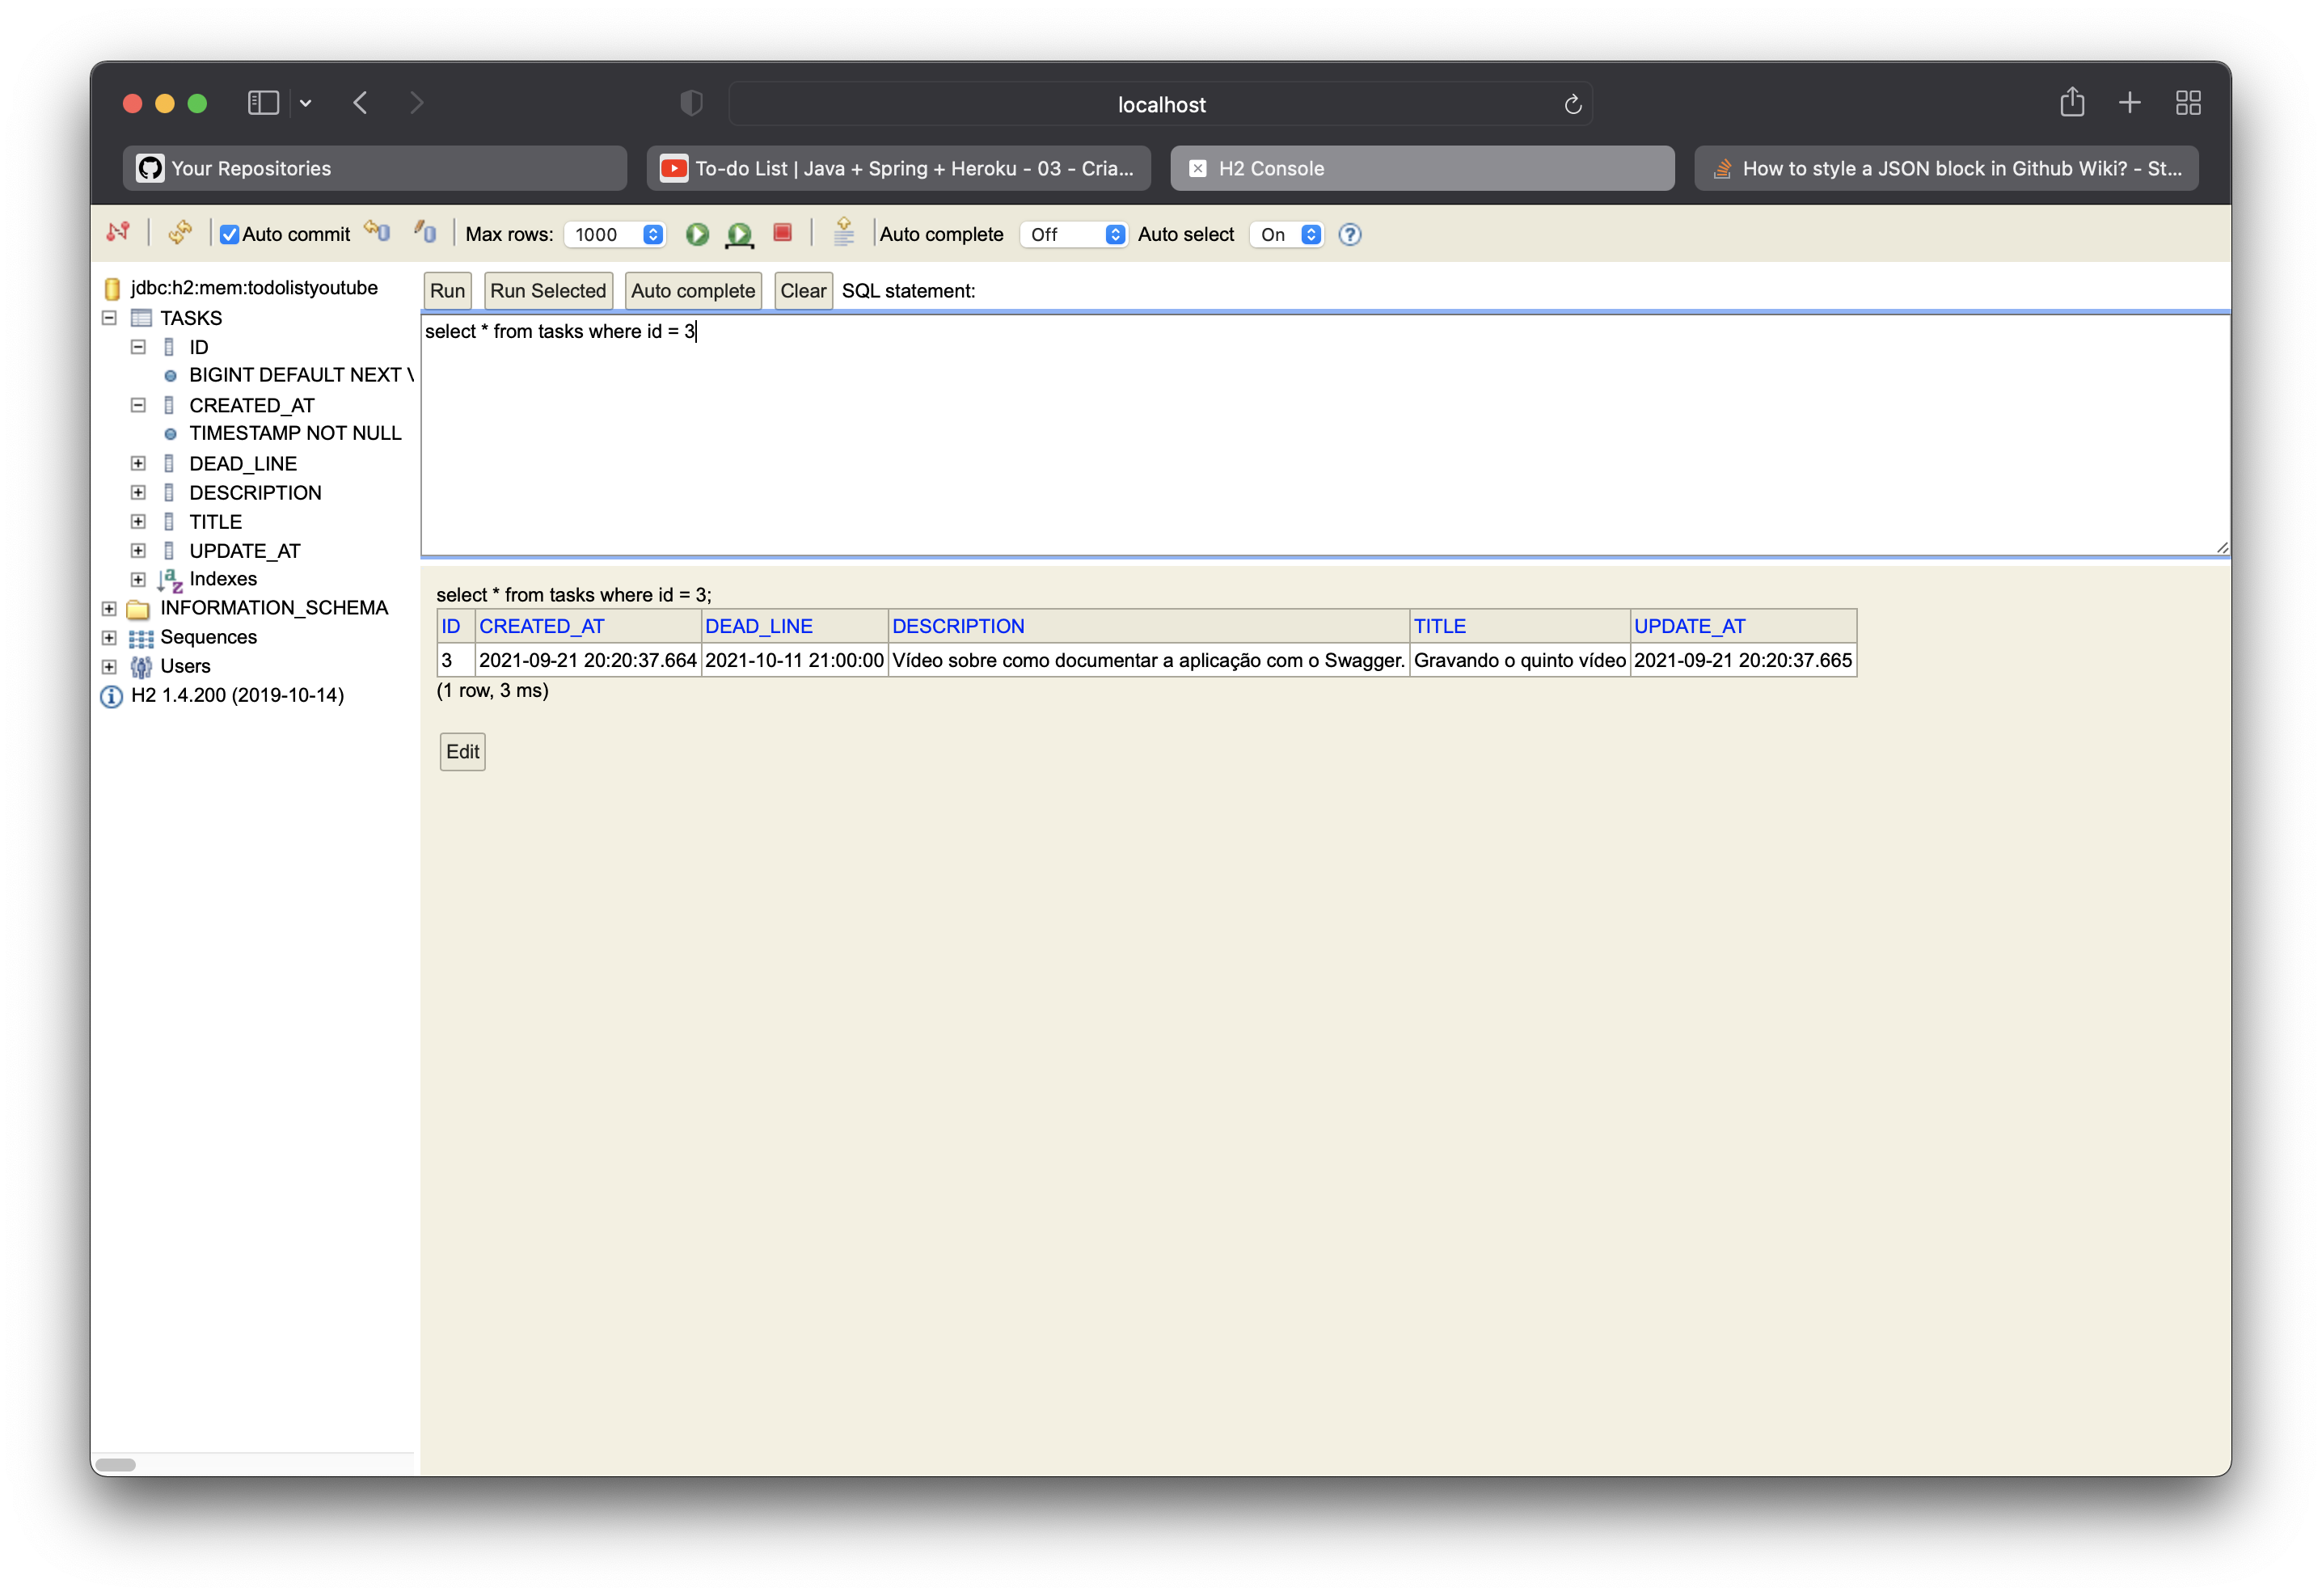 localhost
Your Repositories
To-do List | Java + Spring + Heroku - 03 - Cria...
H2 Console
How to style a JSON block in Github Wiki? - St...
Auto commit
Max rows: 1000
Auto complete Off
Auto select On
jdbc:h2:mem:todolistyoutube
TASKS
ID
BIGINT DEFAULT NEXT
CREATED_AT
TIMESTAMP NOT NULL
DEAD_LINE
DESCRIPTION
TITLE
UPDATE_AT
Indexes
INFORMATION_SCHEMA
Sequences
Users
H2 1.4.200 (2019-10-14)
Run Run Selected Auto complete Clear SQL statement:
select * from tasks where id = 3
select * from tasks where id = 3;
ID CREATED_AT DEAD_LINE DESCRIPTION TITLE UPDATE_AT
3 2021-09-21 20:20:37.664 2021-10-11 21:00:00 Vídeo sobre como documentar a aplicação com o Swagger. Gravando o quinto vídeo 2021-09-21 20:20:37.665
(1 row, 3 ms)
Edit